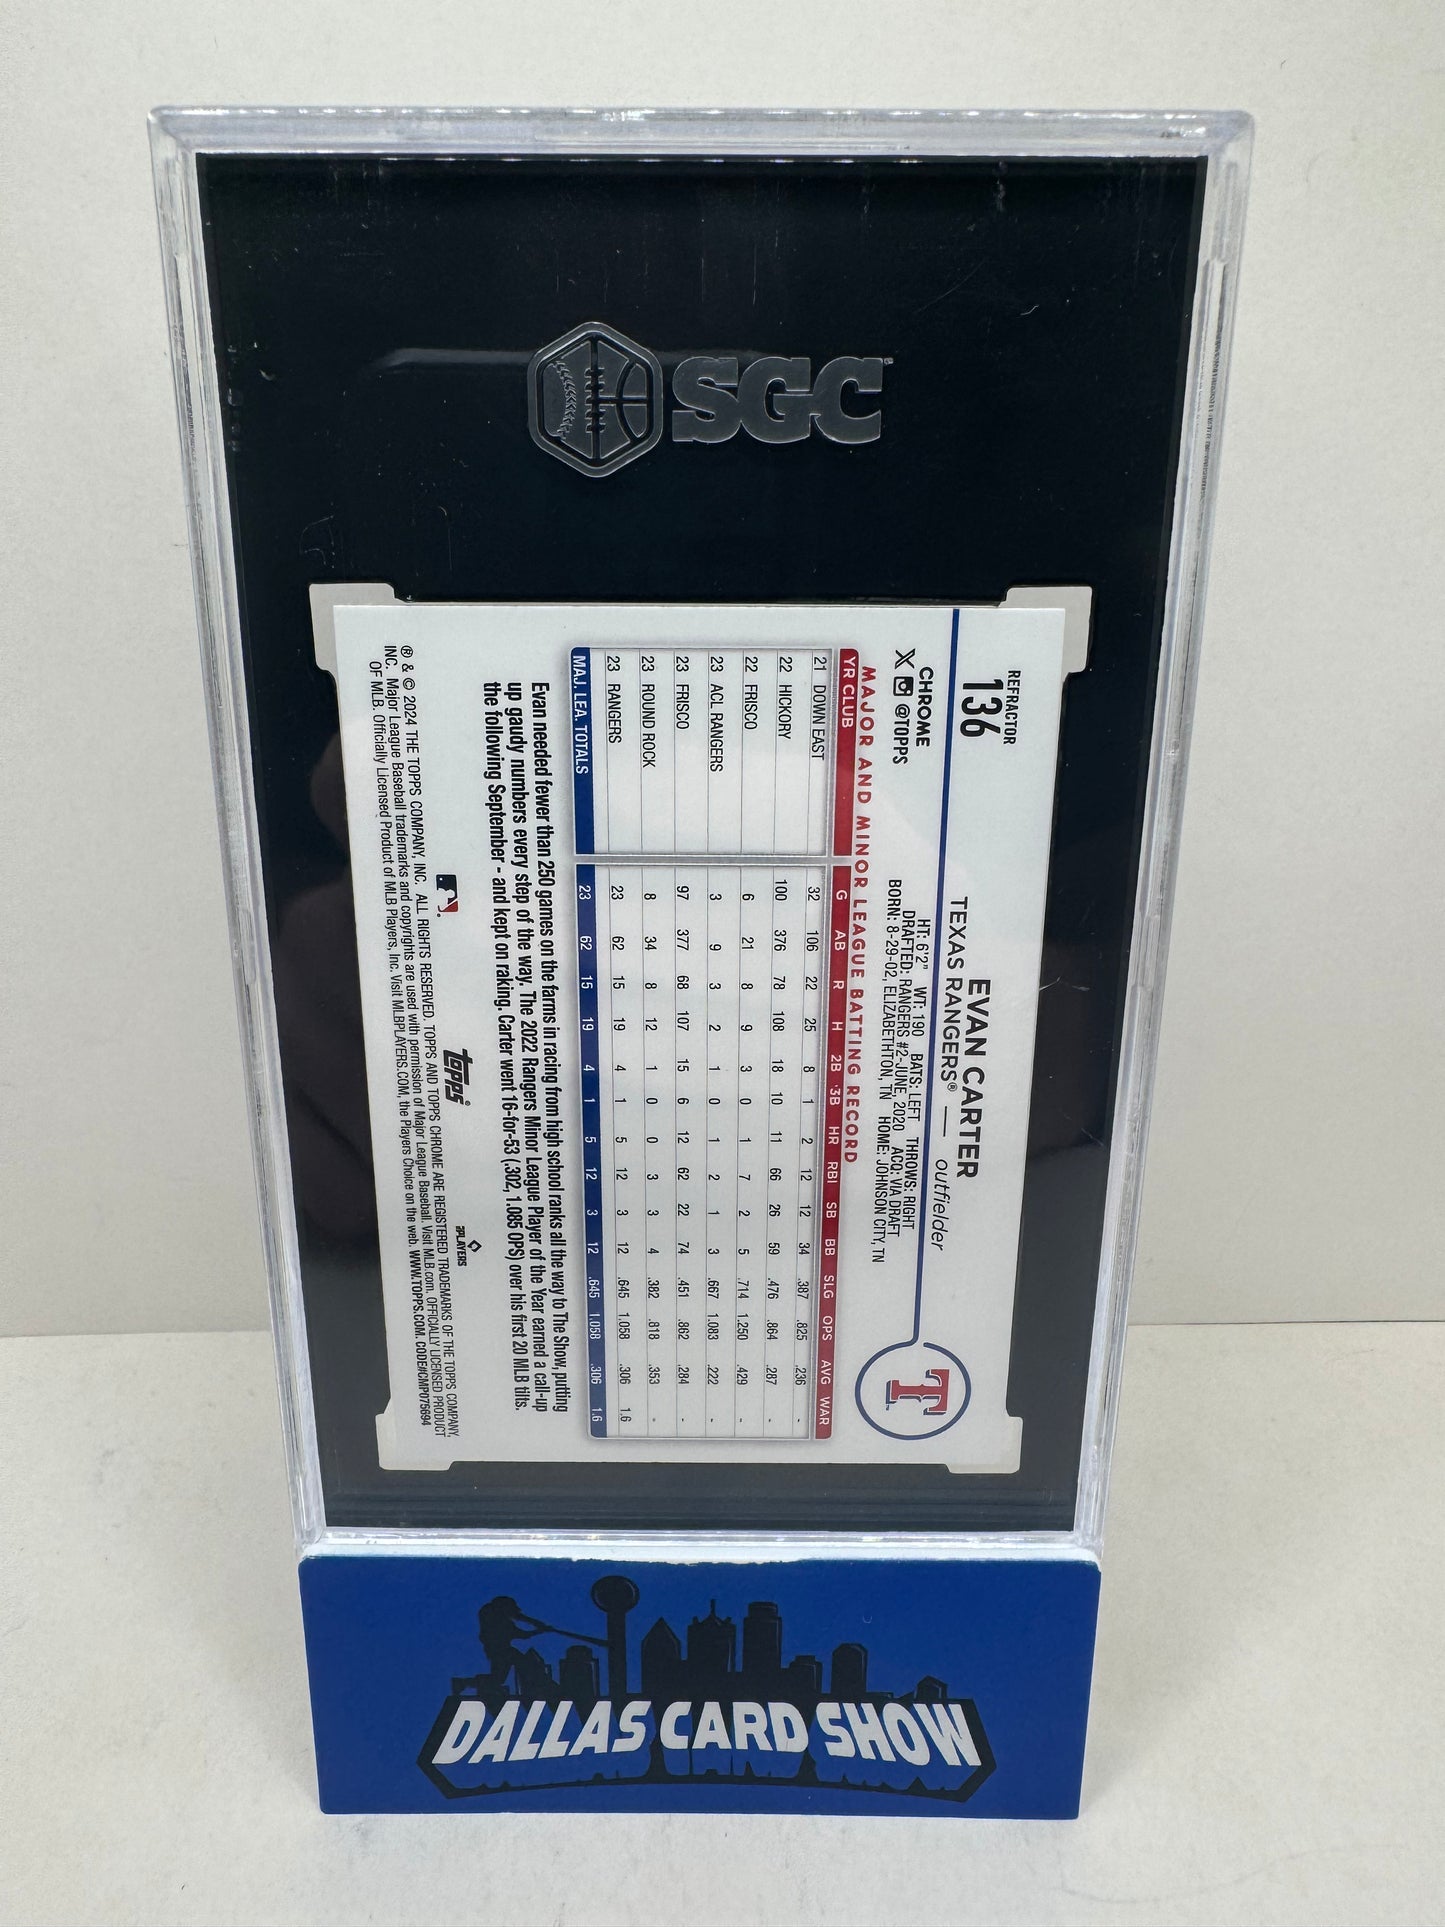 SGC
REFRACTOR
136
CHROME
@TOPPS
EVAN CARTER
TEXAS RANGERS® — outfielder
HT: 6'2" WT: 190 BATS: LEFT THROWS: RIGHT
DRAFTED: RANGERS #2-JUNE, 2020 ACQ: VIA DRAFT
BORN: 8-29-02, ELIZABETHTON, TN HOME: JOHNSON CITY, TN
T
MAJOR AND MINOR LEAGUE BATTING RECORD
YR CLUB G AB R H 2B 3B HR RBI SB BB SLG OPS AVG WAR
21 DOWN EAST 32 106 22 25 8 1 2 12 12 34 .387 .825 .236 -
22 HICKORY 100 376 78 108 18 10 11 66 26 59 .476 .864 .287 -
22 FRISCO 6 21 8 9 3 0 1 7 2 5 .714 1.250 .429 -
23 ACL RANGERS 3 9 3 2 1 0 1 2 1 3 .667 1.083 .222 -
23 FRISCO 97 377 68 107 15 6 12 62 22 74 .451 .862 .284 -
23 ROUND ROCK 8 34 8 12 1 0 0 3 3 4 .382 .818 .353 -
23 RANGERS 23 62 15 19 4 1 5 12 3 12 .645 1.058 .306 1.6
MAJ. LEA. TOTALS 23 62 15 19 4 1 5 12 3 12 .645 1.058 .306 1.6
Evan needed fewer than 250 games on the farms in racing from high school ranks all the way to The Show, putting
up gaudy numbers every step of the way. The 2022 Rangers Minor League Player of the Year earned a call-up
the following September - and kept on raking. Carter went 16-for-53 (.302, 1.085 OPS) over his first 20 MLB tilts.
topps®
PLAYERS
® & © 2024 THE TOPPS COMPANY, INC. ALL RIGHTS RESERVED. TOPPS AND TOPPS CHROME ARE REGISTERED TRADEMARKS OF THE TOPPS COMPANY,
INC. Major League Baseball trademarks and copyrights are used with permission of Major League Baseball. Visit MLB.com. OFFICIALLY LICENSED PRODUCT
OF MLB. Officially Licensed Product of MLB Players, Inc. Visit MLBPLAYERS.COM, the Players Choice on the web. WWW.TOPPS.COM. CODE#CMP075694
DALLAS CARD SHOW